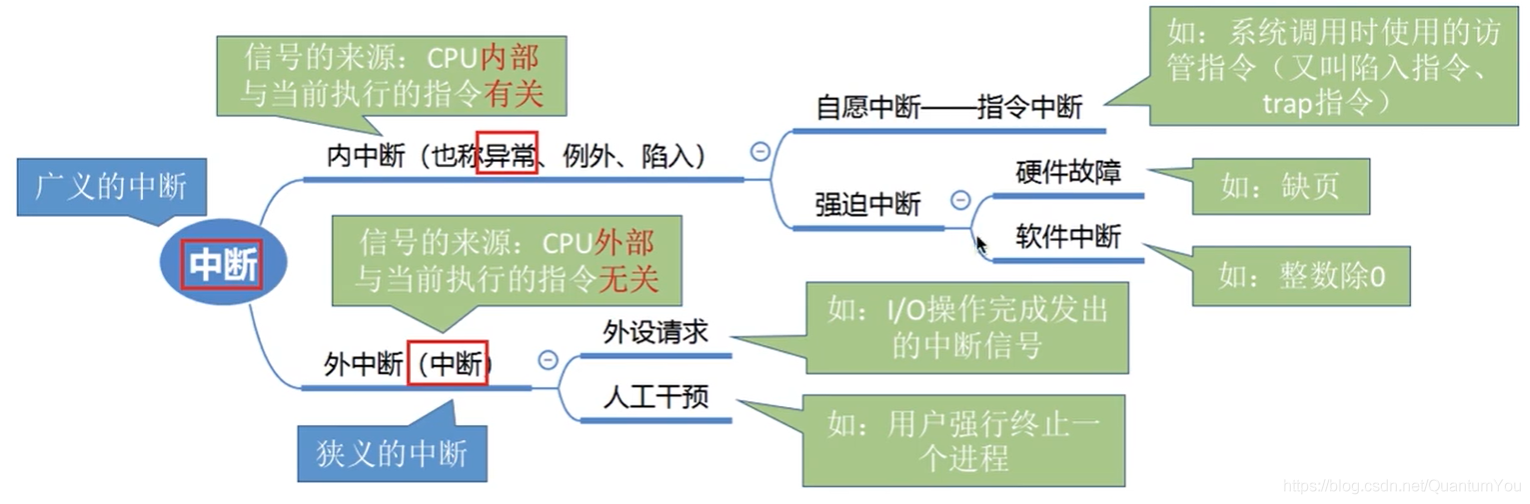 信号的来源：CPU内部
与当前执行的指令有关
如：系统调用时使用的访
管指令（又叫陷入指令、
trap指令）
自愿中断——指令中断
内中断（也称异常、例外、陷入）
广义的中断
硬件故障
如：缺页
强迫中断
软件中断
如：整数除0
中断
信号的来源：CPU外部
与当前执行的指令无关
外设请求
如：I/O操作完成发出
的中断信号
外中断（中断）
人工干预
如：用户强行终止一
个进程
狭义的中断
https://blog.csdn.net/QuantumYou